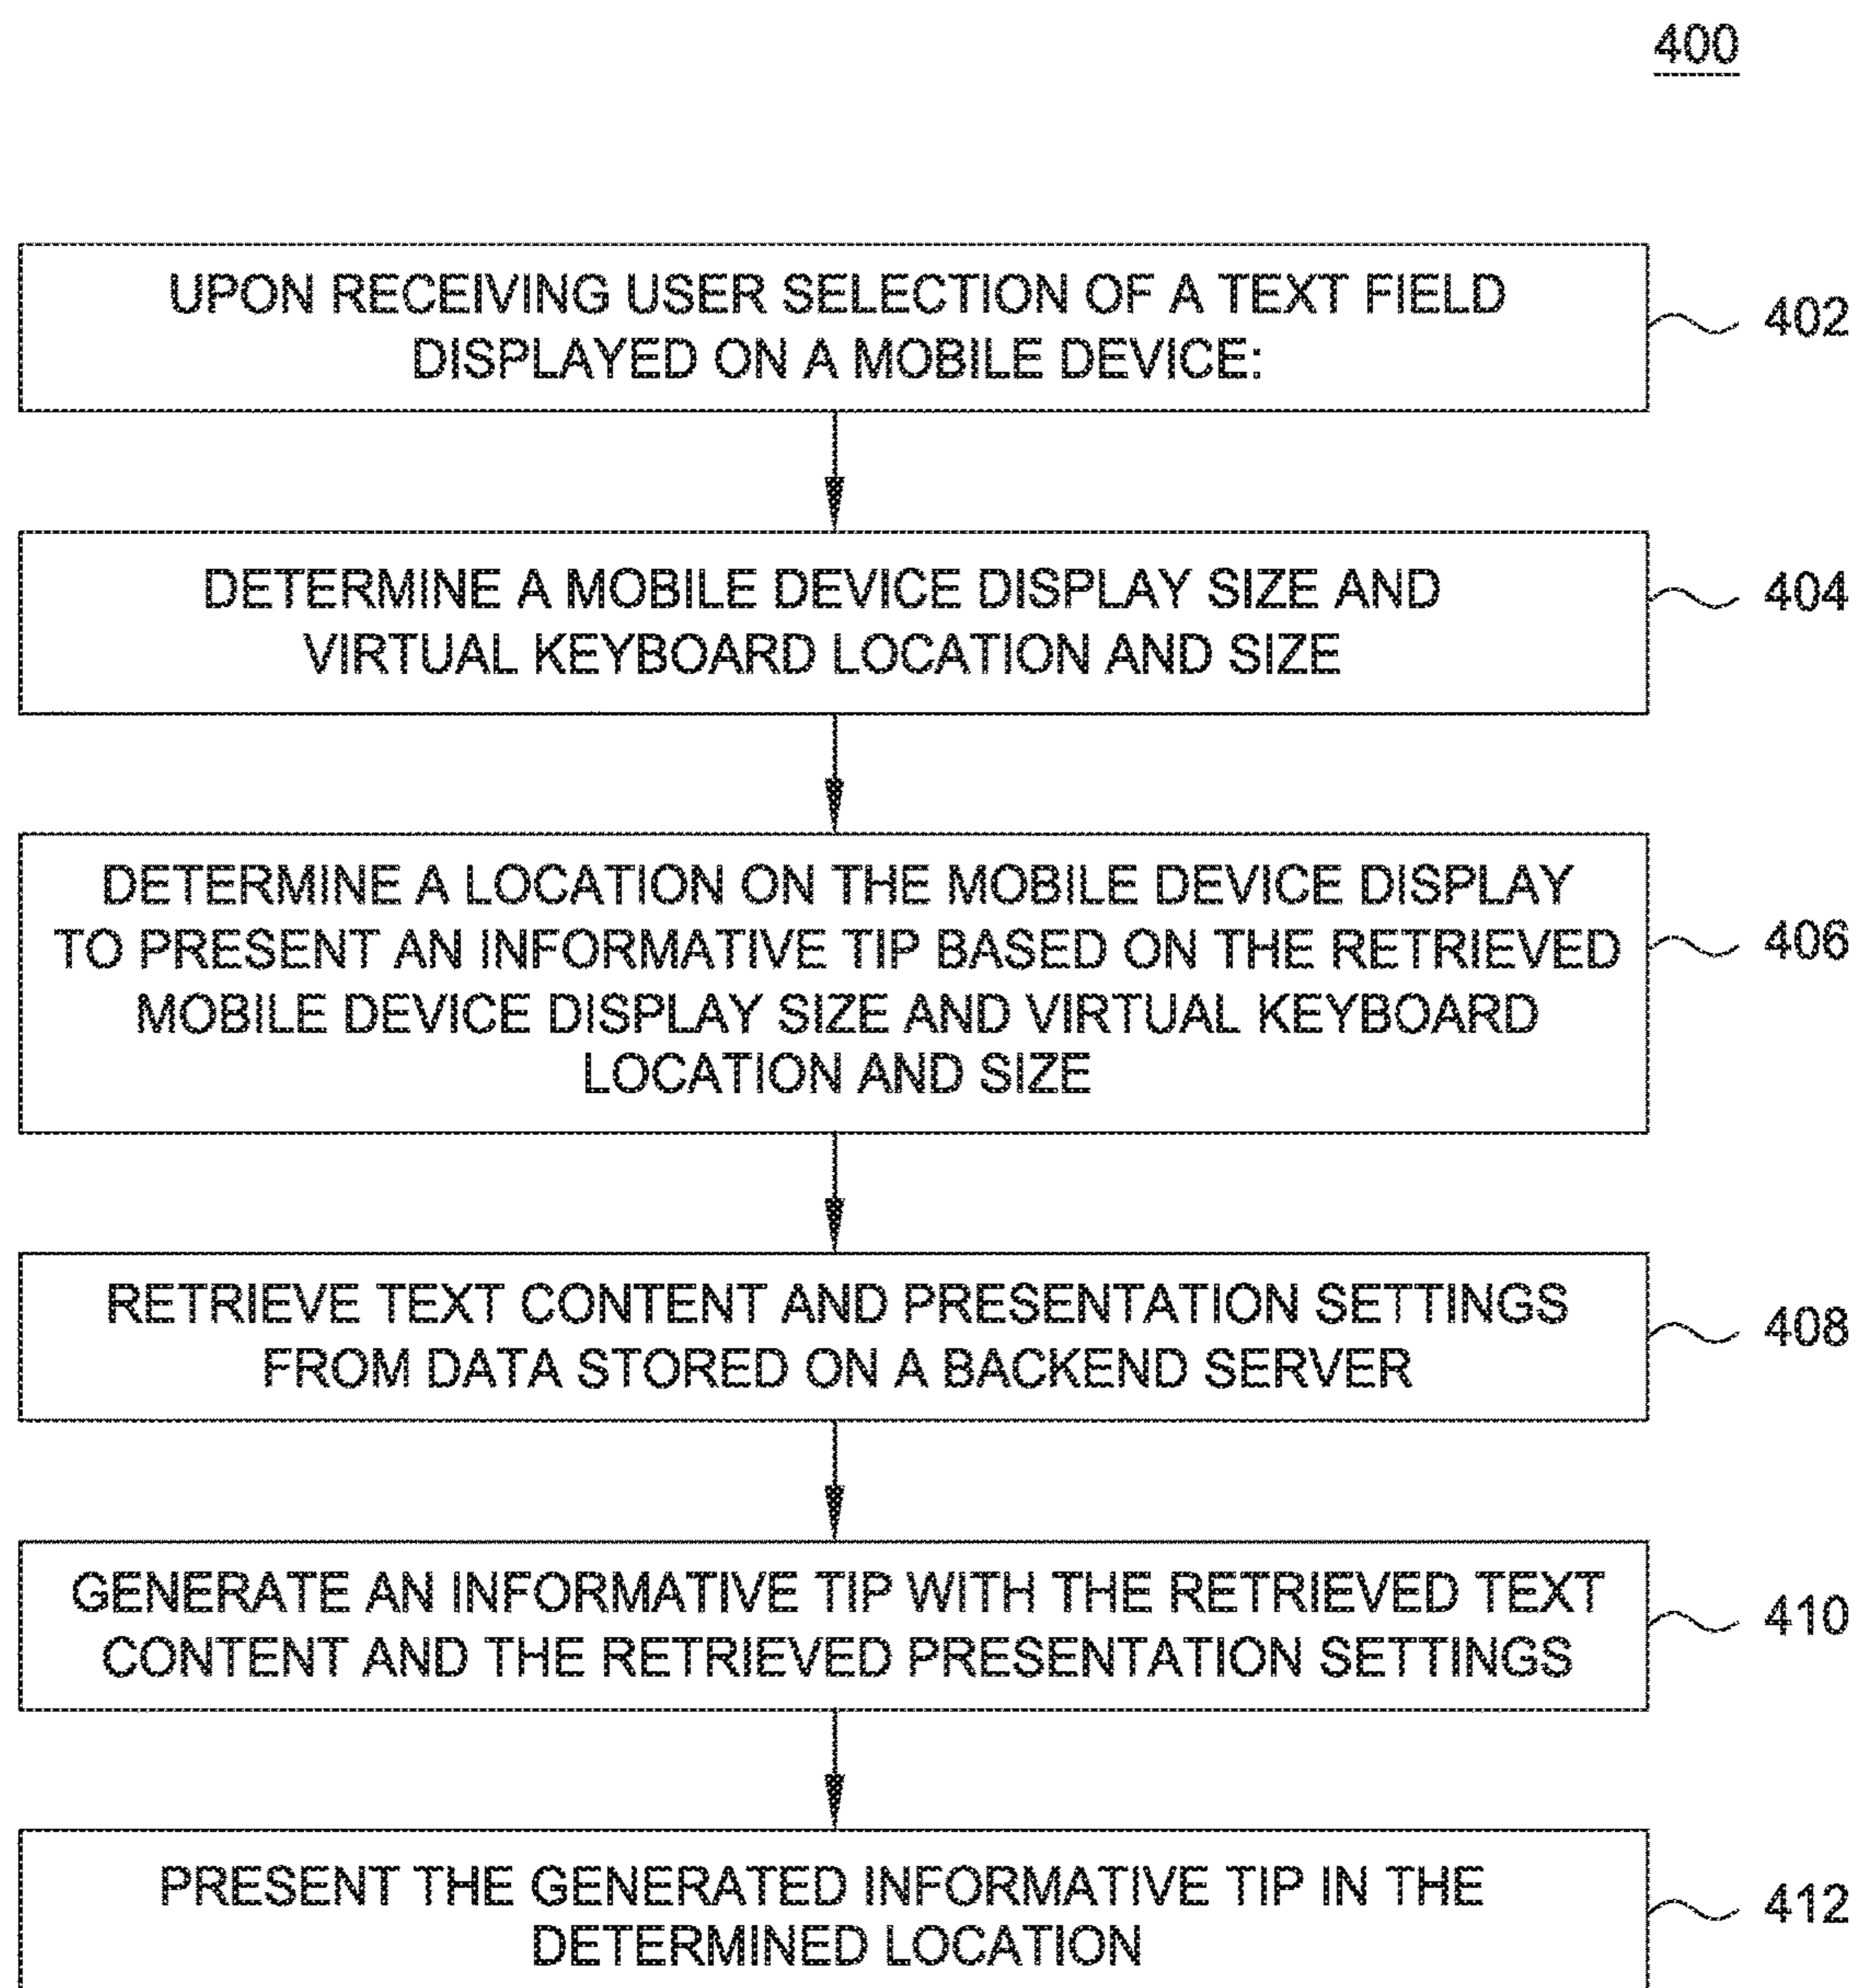 400
UPON RECEIVING USER SELECTION OF A TEXT FIELD
DISPLAYED ON A MOBILE DEVICE:
402
DETERMINE A MOBILE DEVICE DISPLAY SIZE AND
VIRTUAL KEYBOARD LOCATION AND SIZE
404
DETERMINE A LOCATION ON THE MOBILE DEVICE DISPLAY
TO PRESENT AN INFORMATIVE TIP BASED ON THE RETRIEVED
MOBILE DEVICE DISPLAY SIZE AND VIRTUAL KEYBOARD
LOCATION AND SIZE
406
RETRIEVE TEXT CONTENT AND PRESENTATION SETTINGS
FROM DATA STORED ON A BACKEND SERVER
408
GENERATE AN INFORMATIVE TIP WITH THE RETRIEVED TEXT
CONTENT AND THE RETRIEVED PRESENTATION SETTINGS
410
PRESENT THE GENERATED INFORMATIVE TIP IN THE
DETERMINED LOCATION
412